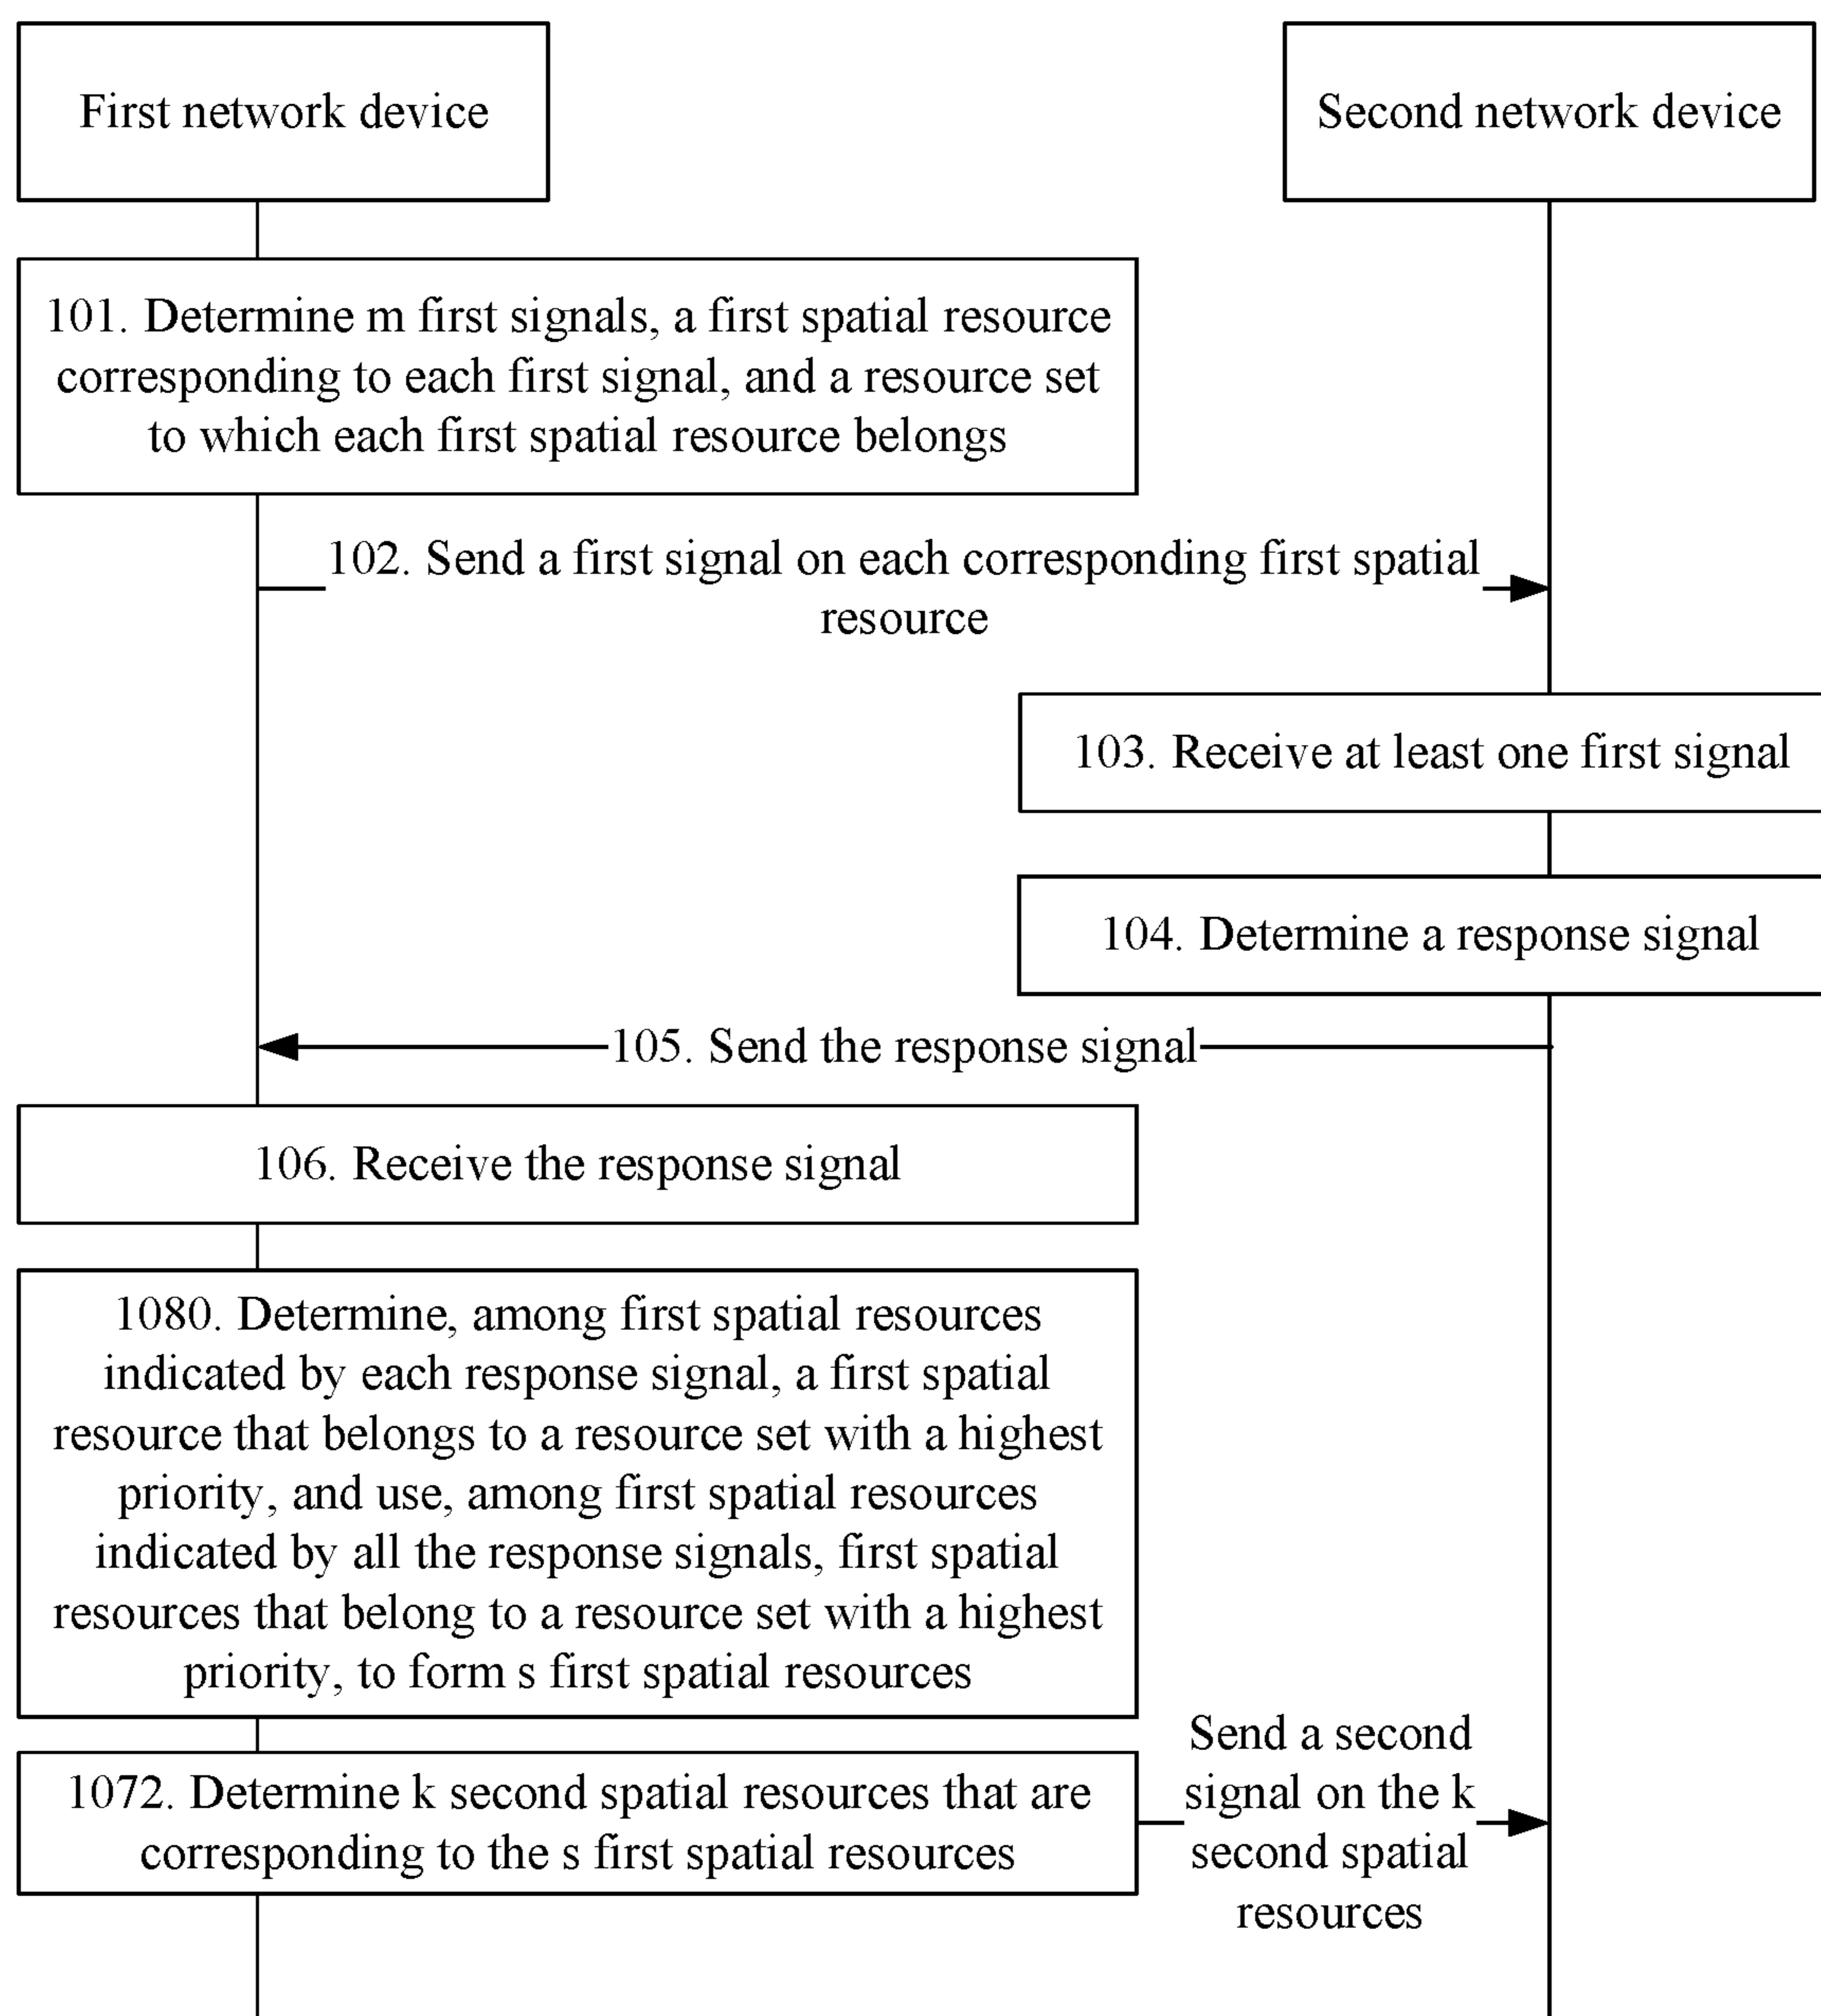 First network device
Second network device
101. Determine m first signals, a first spatial resource
corresponding to each first signal, and a resource set
to which each first spatial resource belongs
102. Send a first signal on each corresponding first spatial
resource
103. Receive at least one first signal
104. Determine a response signal
105. Send the response signal
106. Receive the response signal
1080. Determine, among first spatial resources
indicated by each response signal, a first spatial
resource that belongs to a resource set with a highest
priority, and use, among first spatial resources
indicated by all the response signals, first spatial
resources that belong to a resource set with a highest
priority, to form s first spatial resources
1072. Determine k second spatial resources that are
corresponding to the s first spatial resources
Send a second
signal on the k
second spatial
resources